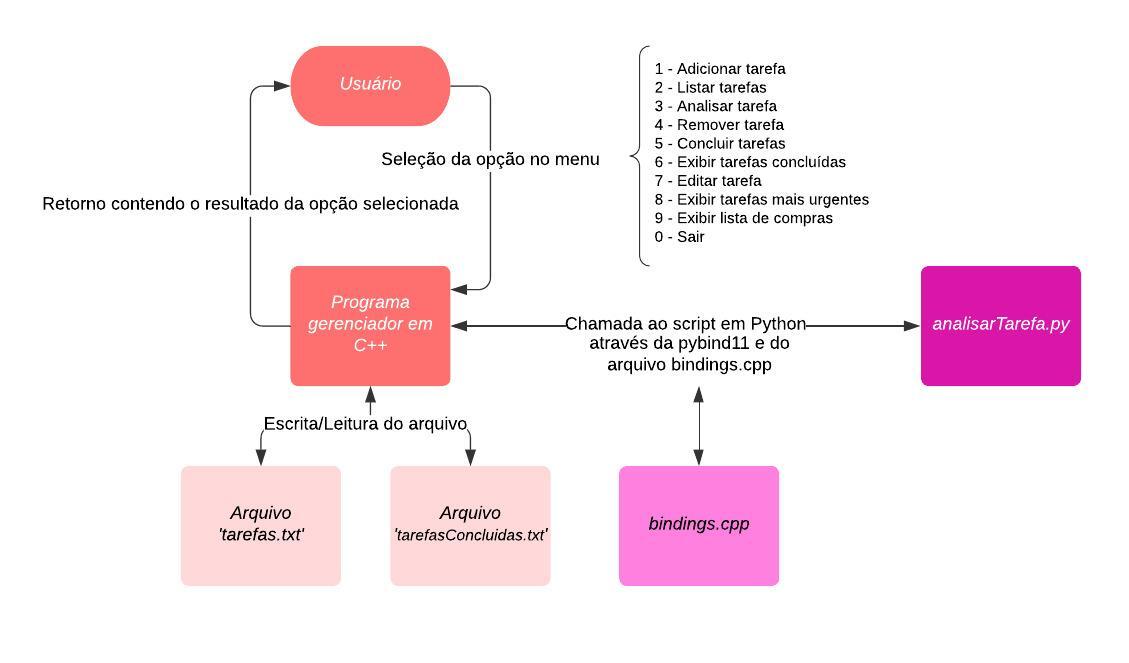 Usuário
1 - Adicionar tarefa
2 - Listar tarefas
3 - Analisar tarefa
4 - Remover tarefa
5 - Concluir tarefas
6 - Exibir tarefas concluídas
7 - Editar tarefa
8 - Exibir tarefas mais urgentes
9 - Exibir lista de compras
0 - Sair
Seleção da opção no menu
Retorno contendo o resultado da opção selecionada
Programa
gerenciador em
C++
Chamada ao script em Python
através da pybind11 e do
arquivo bindings.cpp
analisarTarefa.py
Escrita/Leitura do arquivo
Arquivo
'tarefas.txt'
Arquivo
'tarefasConcluidas.txt'
bindings.cpp